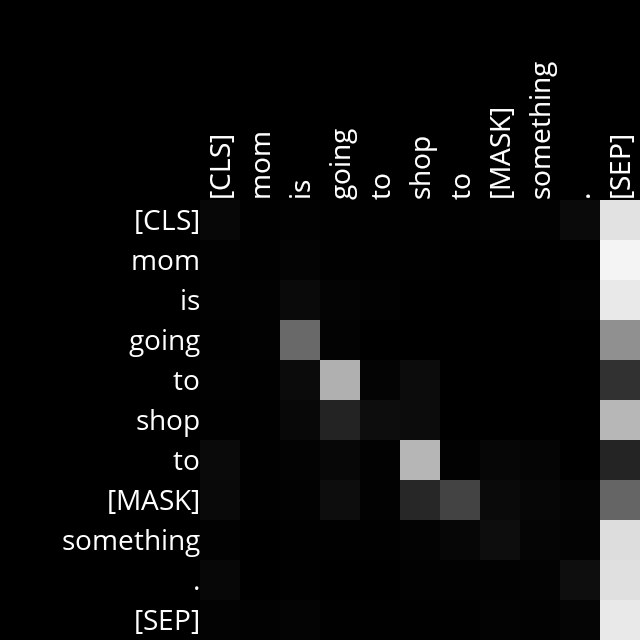 [CLS] mom is going to shop to [MASK] something . [SEP]
[CLS]
mom
is
going
to
shop
to
[MASK]
something
.
[SEP]